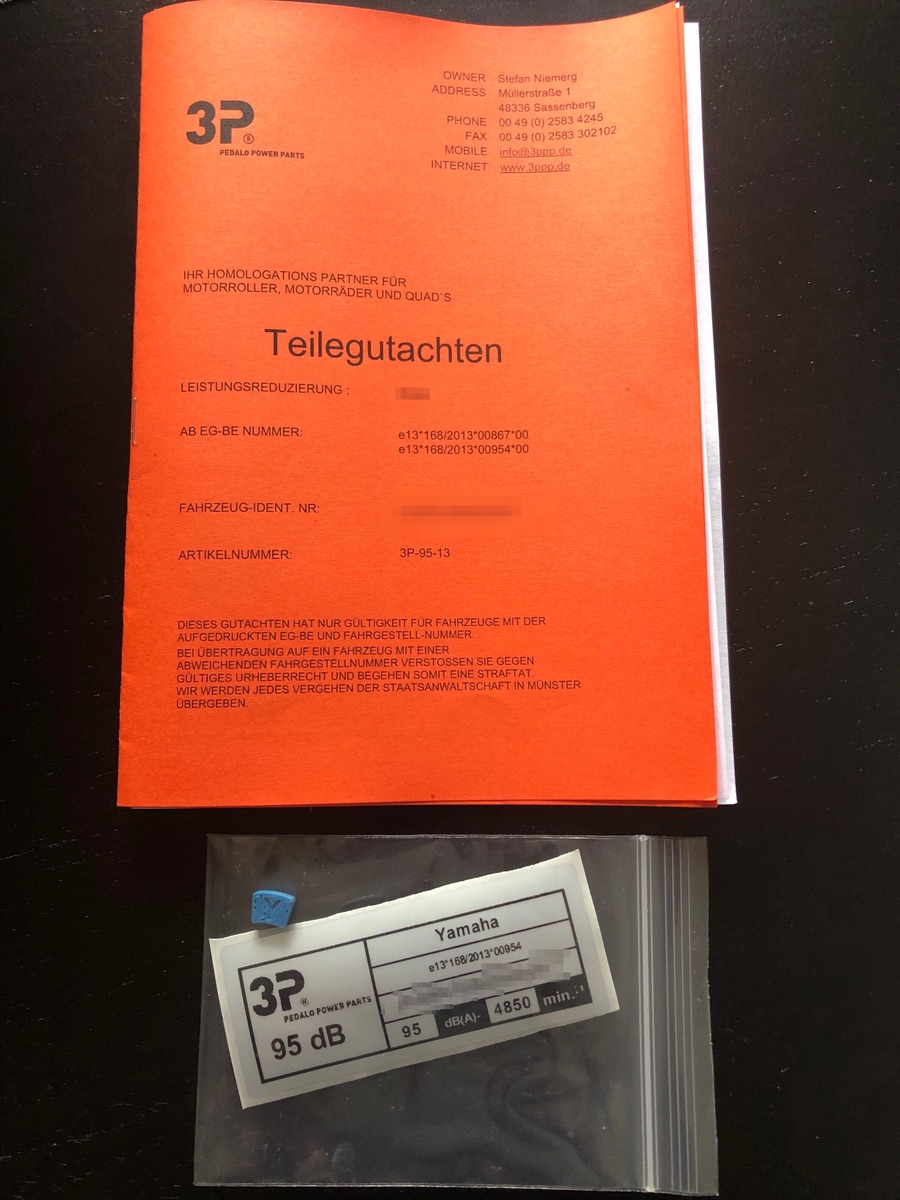 3P®
PEDALO POWER PARTS
OWNER Stefan Niemerg
ADDRESS Müllerstraße 1
48336 Sassenberg
PHONE 00 49 (0) 2583 4245
FAX 00 49 (0) 2583 302102
MOBILE info@3ppp.de
INTERNET www.3ppp.de
IHR HOMOLOGATIONS PARTNER FÜR
MOTORROLLER, MOTORRÄDER UND QUAD`S
Teilegutachten
LEISTUNGSREDUZIERUNG :
AB EG-BE NUMMER: e13*168/2013*00867*00
e13*168/2013*00954*00
FAHRZEUG-IDENT. NR:
ARTIKELNUMMER: 3P-95-13
DIESES GUTACHTEN HAT NUR GÜLTIGKEIT FÜR FAHRZEUGE MIT DER
AUFGEDRUCKTEN EG-BE UND FAHRGESTELL-NUMMER.
BEI ÜBERTRAGUNG AUF EIN FAHRZEUG MIT EINER
ABWEICHENDEN FAHRGESTELLNUMMER VERSTOSSEN SIE GEGEN
GÜLTIGES URHEBERRECHT UND BEGEHEN SOMIT EINE STRAFTAT.
WIR WERDEN JEDES VERGEHEN DER STAATSANWALTSCHAFT IN MÜNSTER
ÜBERGEBEN.
Y
3P®
PEDALO POWER PARTS
95 dB
Yamaha
e13*168/2013*00954
95 dB(A)- 4850 min.-1